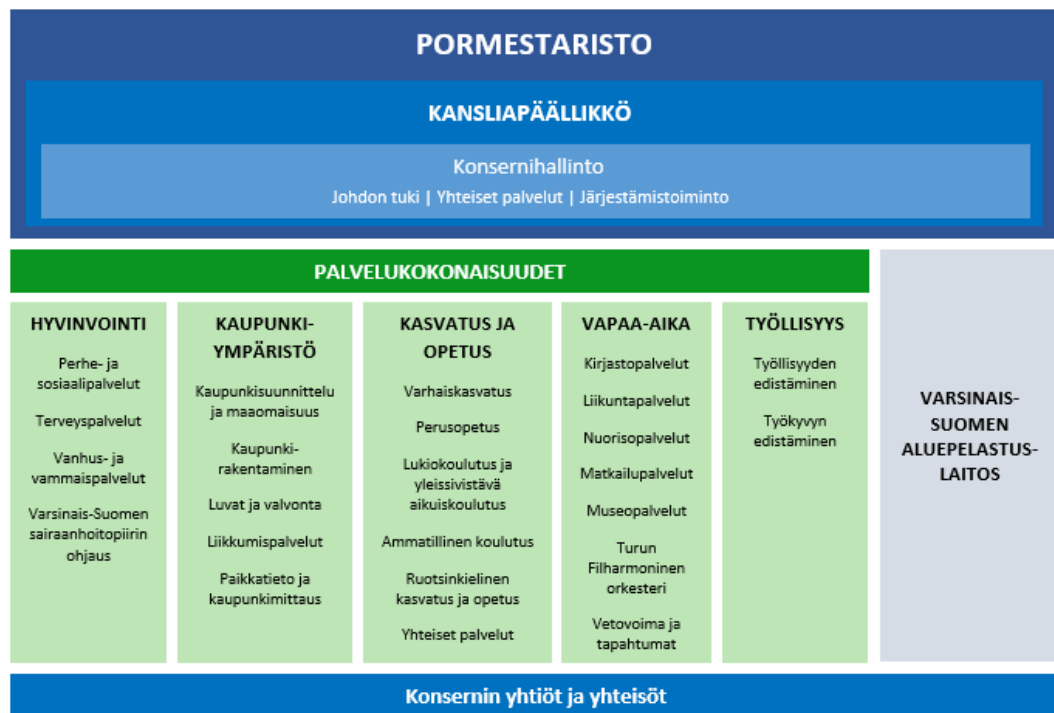 PORMESTARISTO
KANSLIAPÄÄLLIKKÖ
Konsernihallinto
Johdon tuki | Yhteiset palvelut | Järjestämistoiminto
PALVELUKOKONAISUUDET
HYVINVOINTI
Perhe- ja
sosiaalipalvelut
Terveyspalvelut
Vanhus- ja
vammaispalvelut
Varsinais-Suomen
sairaanhoitopiirin
ohjaus
KAUPUNKI-
YMPÄRISTÖ
Kaupunkisuunnittelu
ja maaomaisuus
Kaupunki-
rakentaminen
Luvat ja valvonta
Liikkumispalvelut
Paikkatieto ja
kaupunkimittaus
KASVATUS JA
OPETUS
Varhaiskasvatus
Perusopetus
Lukiokoulutus ja
yleissivistävä
aikuiskoulutus
Ammatillinen koulutus
Ruotsinkielinen
kasvatus ja opetus
Yhteiset palvelut
VAPAA-AIKA
Kirjastopalvelut
Liikuntapalvelut
Nuorisopalvelut
Matkailupalvelut
Museopalvelut
Turun
Filharmoninen
orkesteri
Vetovoima ja
tapahtumat
TYÖLLISYYS
Työllisyyden
edistäminen
Työkyvyn
edistäminen
VARSINAIS-
SUOMEN
ALUEPELASTUS-
LAITOS
Konsernin yhtiöt ja yhteisöt